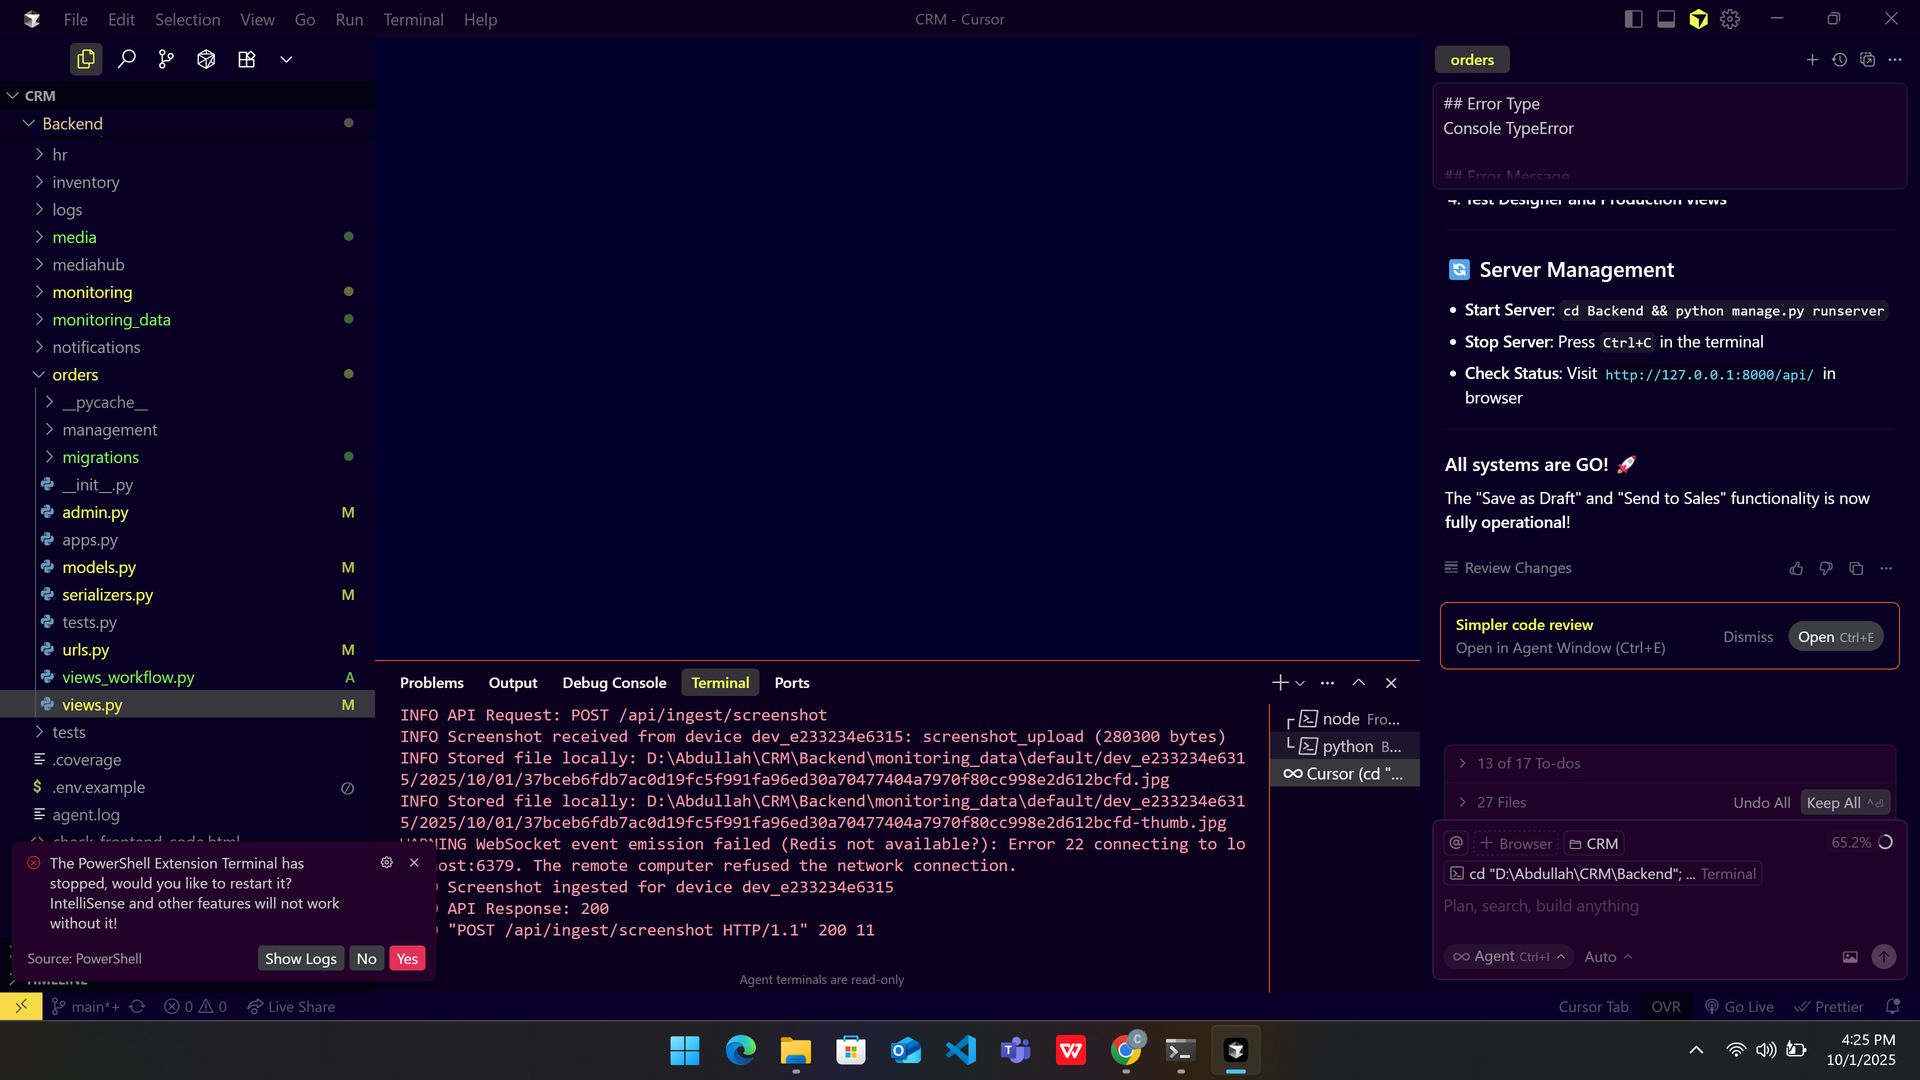 File Edit Selection View Go Run Terminal Help
CRM - Cursor
CRM
Backend
hr
inventory
logs
media
mediahub
monitoring
monitoring_data
notifications
orders
__pycache__
management
migrations
__init__.py
admin.py M
apps.py
models.py M
serializers.py M
tests.py
urls.py M
views_workflow.py A
views.py M
tests
.coverage
.env.example
agent.log
The PowerShell Extension Terminal has
stopped, would you like to restart it?
IntelliSense and other features will not work
without it!
Source: PowerShell
Show Logs No Yes
Problems Output Debug Console Terminal Ports
INFO API Request: POST /api/ingest/screenshot
INFO Screenshot received from device dev_e233234e6315: screenshot_upload (280300 bytes)
INFO Stored file locally: D:\Abdullah\CRM\Backend\monitoring_data\default/dev_e233234e631
5/2025/10/01/37bceb6fdb7ac0d19fc5f991fa96ed30a70477404a7970f80cc998e2d612bcfd.jpg
INFO Stored file locally: D:\Abdullah\CRM\Backend\monitoring_data\default/dev_e233234e631
5/2025/10/01/37bceb6fdb7ac0d19fc5f991fa96ed30a70477404a7970f80cc998e2d612bcfd-thumb.jpg
WARNING WebSocket event emission failed (Redis not available?): Error 22 connecting to lo
host:6379. The remote computer refused the network connection.
Screenshot ingested for device dev_e233234e6315
API Response: 200
"POST /api/ingest/screenshot HTTP/1.1" 200 11
Agent terminals are read-only
node Fro...
python B...
Cursor (cd "...
orders
## Error Type
Console TypeError
## Error Message
4. Test Designer and Production views
Server Management
• Start Server: cd Backend && python manage.py runserver
• Stop Server: Press Ctrl+C in the terminal
• Check Status: Visit http://127.0.0.1:8000/api/ in
browser
All systems are GO! 🚀
The "Save as Draft" and "Send to Sales" functionality is now
fully operational!
Review Changes
Simpler code review
Open in Agent Window (Ctrl+E)
Dismiss Open Ctrl+E
13 of 17 To-dos
27 Files Undo All Keep All
@ + Browser CRM 65.2%
cd "D:\Abdullah\CRM\Backend"; ... Terminal
Plan, search, build anything
Agent Ctrl+I Auto
main*+ 0 0 Live Share
Cursor Tab OVR Go Live Prettier
4:25 PM
10/1/2025